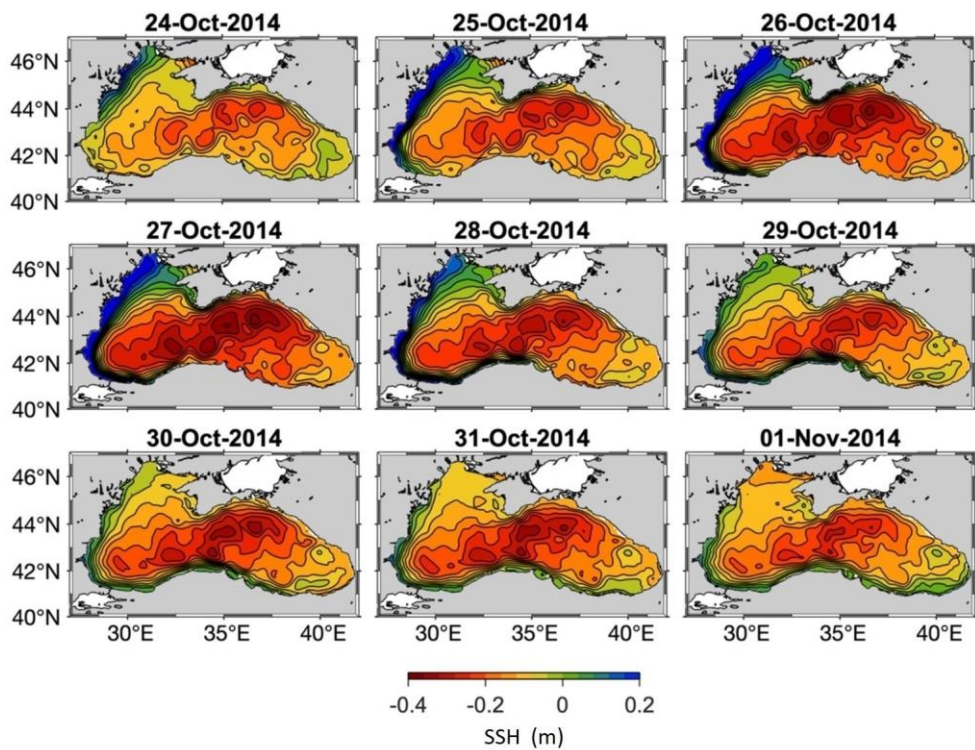 24-Oct-2014 25-Oct-2014 26-Oct-2014
46°N
44°N
42°N
40°N
27-Oct-2014 28-Oct-2014 29-Oct-2014
46°N
44°N
42°N
40°N
30-Oct-2014 31-Oct-2014 01-Nov-2014
46°N
44°N
42°N
40°N
30°E 35°E 40°E 30°E 35°E 40°E 30°E 35°E 40°E
-0.4 -0.2 0 0.2
SSH (m)